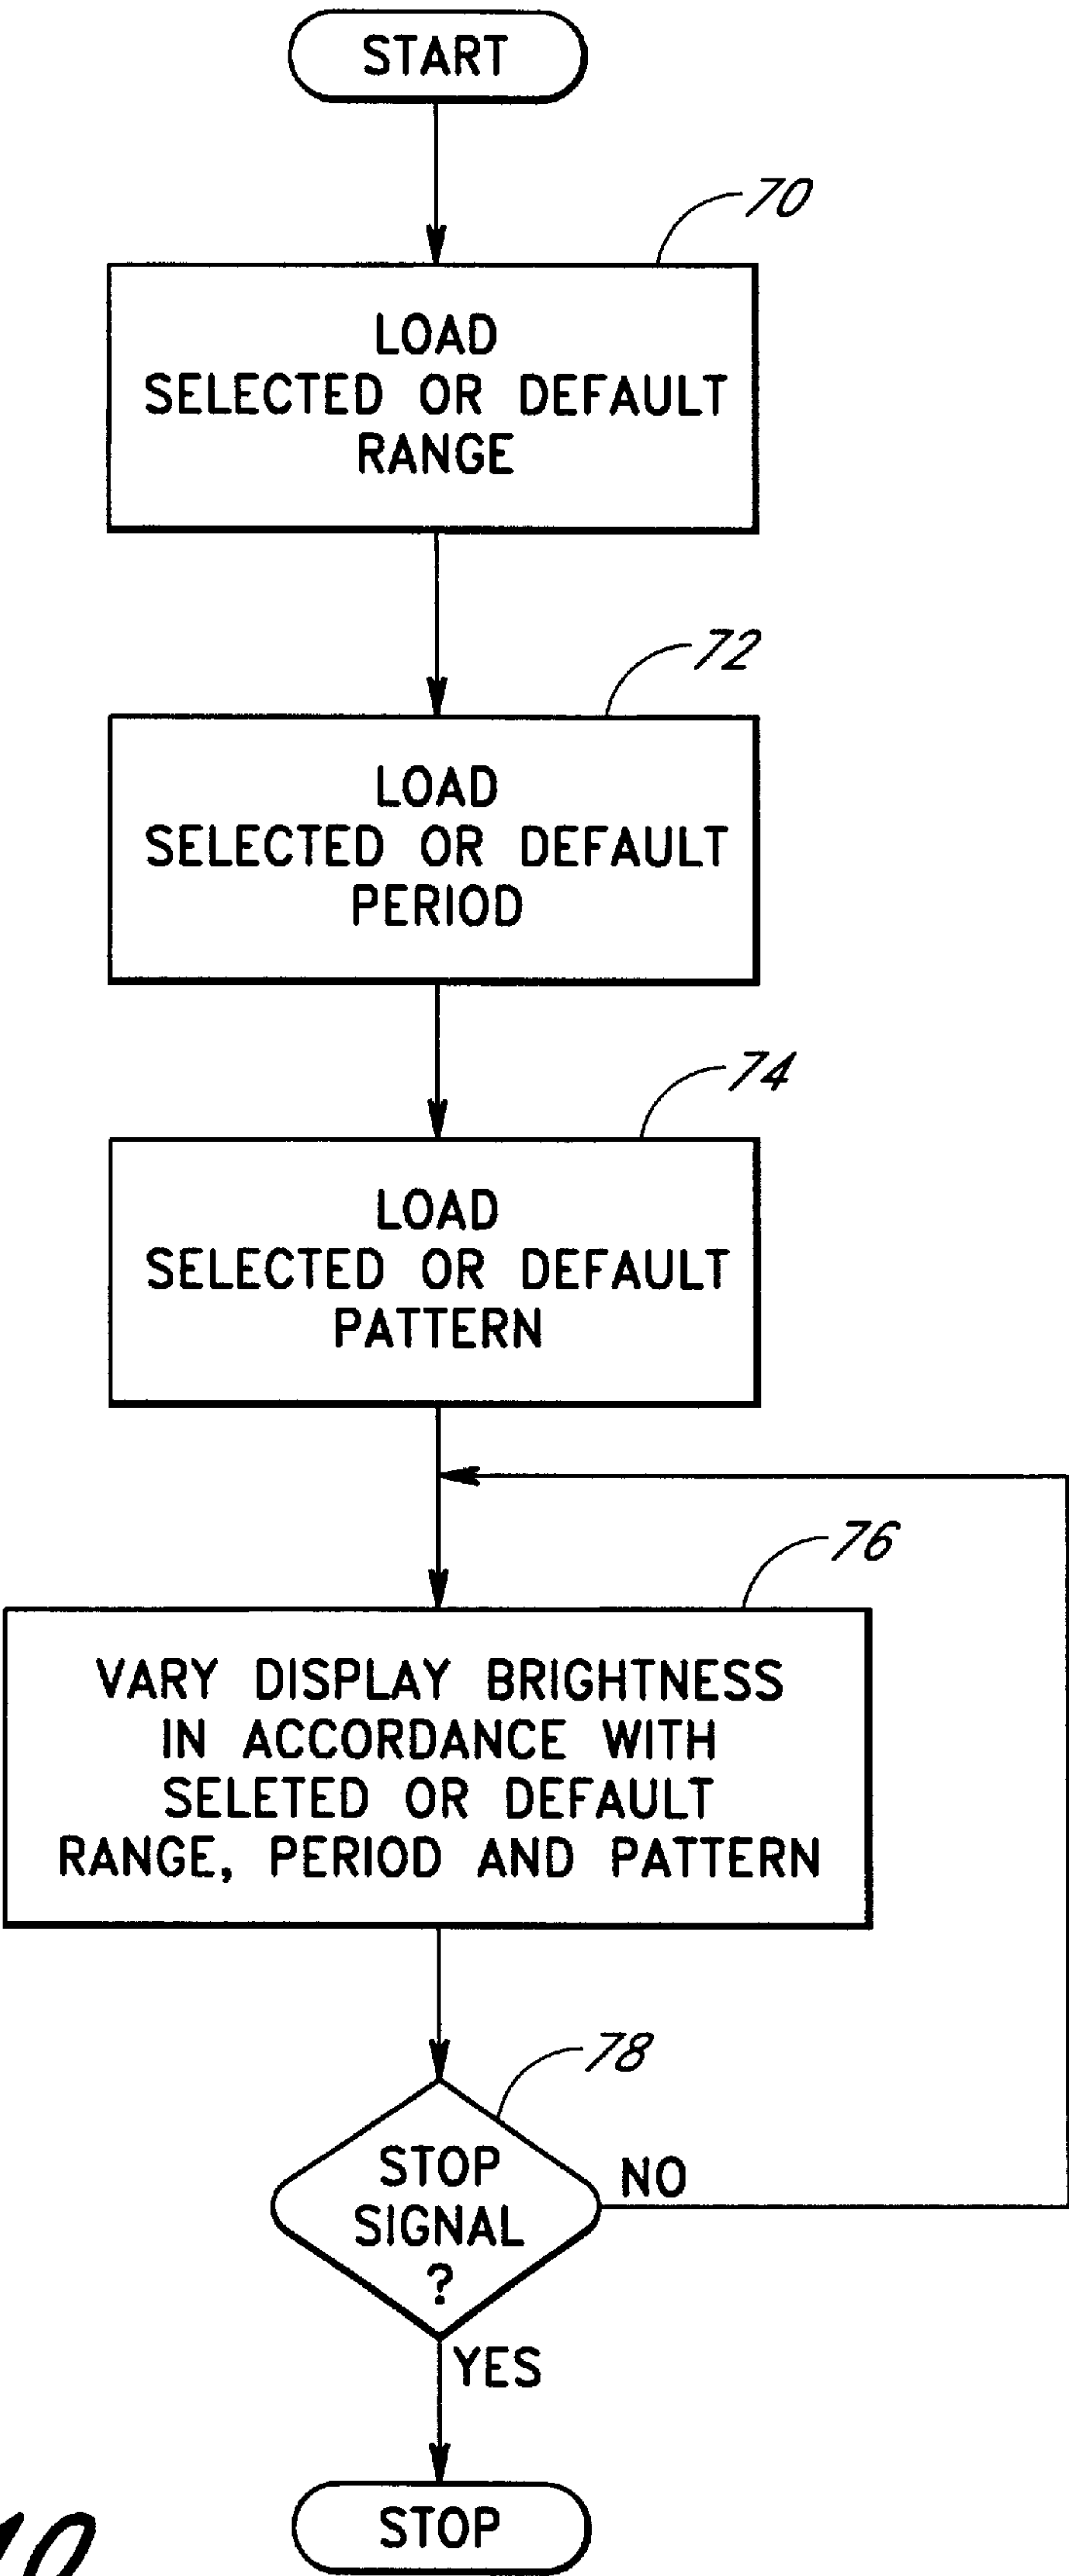 START
70
LOAD
SELECTED OR DEFAULT
RANGE
72
LOAD
SELECTED OR DEFAULT
PERIOD
74
LOAD
SELECTED OR DEFAULT
PATTERN
76
VARY DISPLAY BRIGHTNESS
IN ACCORDANCE WITH
SELETED OR DEFAULT
RANGE, PERIOD AND PATTERN
78
STOP
SIGNAL
?
NO
YES
STOP
10